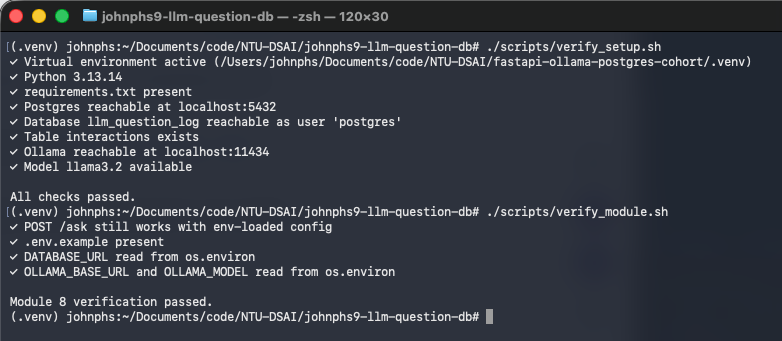 johnphs9-llm-question-db — -zsh — 120×30
[(.venv) johnphs:~/Documents/code/NTU-DSAI/johnphs9-llm-question-db# ./scripts/verify_setup.sh
✓ Virtual environment active (/Users/johnphs/Documents/code/NTU-DSAI/fastapi-ollama-postgres-cohort/.venv)
✓ Python 3.13.14
✓ requirements.txt present
✓ Postgres reachable at localhost:5432
✓ Database llm_question_log reachable as user 'postgres'
✓ Table interactions exists
✓ Ollama reachable at localhost:11434
✓ Model llama3.2 available
All checks passed.
[(.venv) johnphs:~/Documents/code/NTU-DSAI/johnphs9-llm-question-db# ./scripts/verify_module.sh
✓ POST /ask still works with env-loaded config
✓ .env.example present
✓ DATABASE_URL read from os.environ
✓ OLLAMA_BASE_URL and OLLAMA_MODEL read from os.environ
Module 8 verification passed.
(.venv) johnphs:~/Documents/code/NTU-DSAI/johnphs9-llm-question-db#